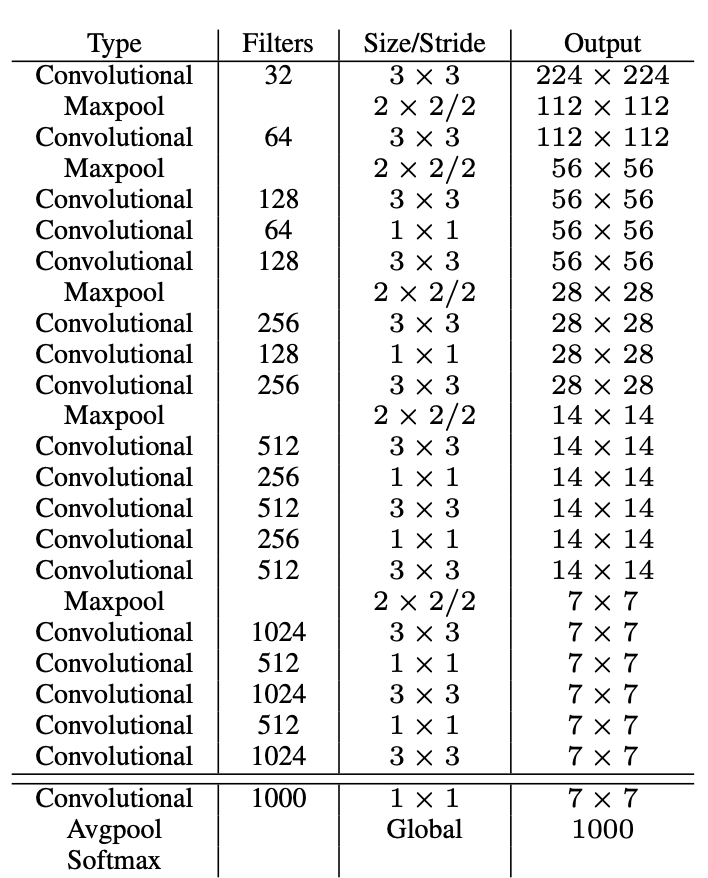 Type Filters Size/Stride Output
Convolutional 32 3 × 3 224 × 224
Maxpool 2 × 2/2 112 × 112
Convolutional 64 3 × 3 112 × 112
Maxpool 2 × 2/2 56 × 56
Convolutional 128 3 × 3 56 × 56
Convolutional 64 1 × 1 56 × 56
Convolutional 128 3 × 3 56 × 56
Maxpool 2 × 2/2 28 × 28
Convolutional 256 3 × 3 28 × 28
Convolutional 128 1 × 1 28 × 28
Convolutional 256 3 × 3 28 × 28
Maxpool 2 × 2/2 14 × 14
Convolutional 512 3 × 3 14 × 14
Convolutional 256 1 × 1 14 × 14
Convolutional 512 3 × 3 14 × 14
Convolutional 256 1 × 1 14 × 14
Convolutional 512 3 × 3 14 × 14
Maxpool 2 × 2/2 7 × 7
Convolutional 1024 3 × 3 7 × 7
Convolutional 512 1 × 1 7 × 7
Convolutional 1024 3 × 3 7 × 7
Convolutional 512 1 × 1 7 × 7
Convolutional 1024 3 × 3 7 × 7
Convolutional 1000 1 × 1 7 × 7
Avgpool Global 1000
Softmax